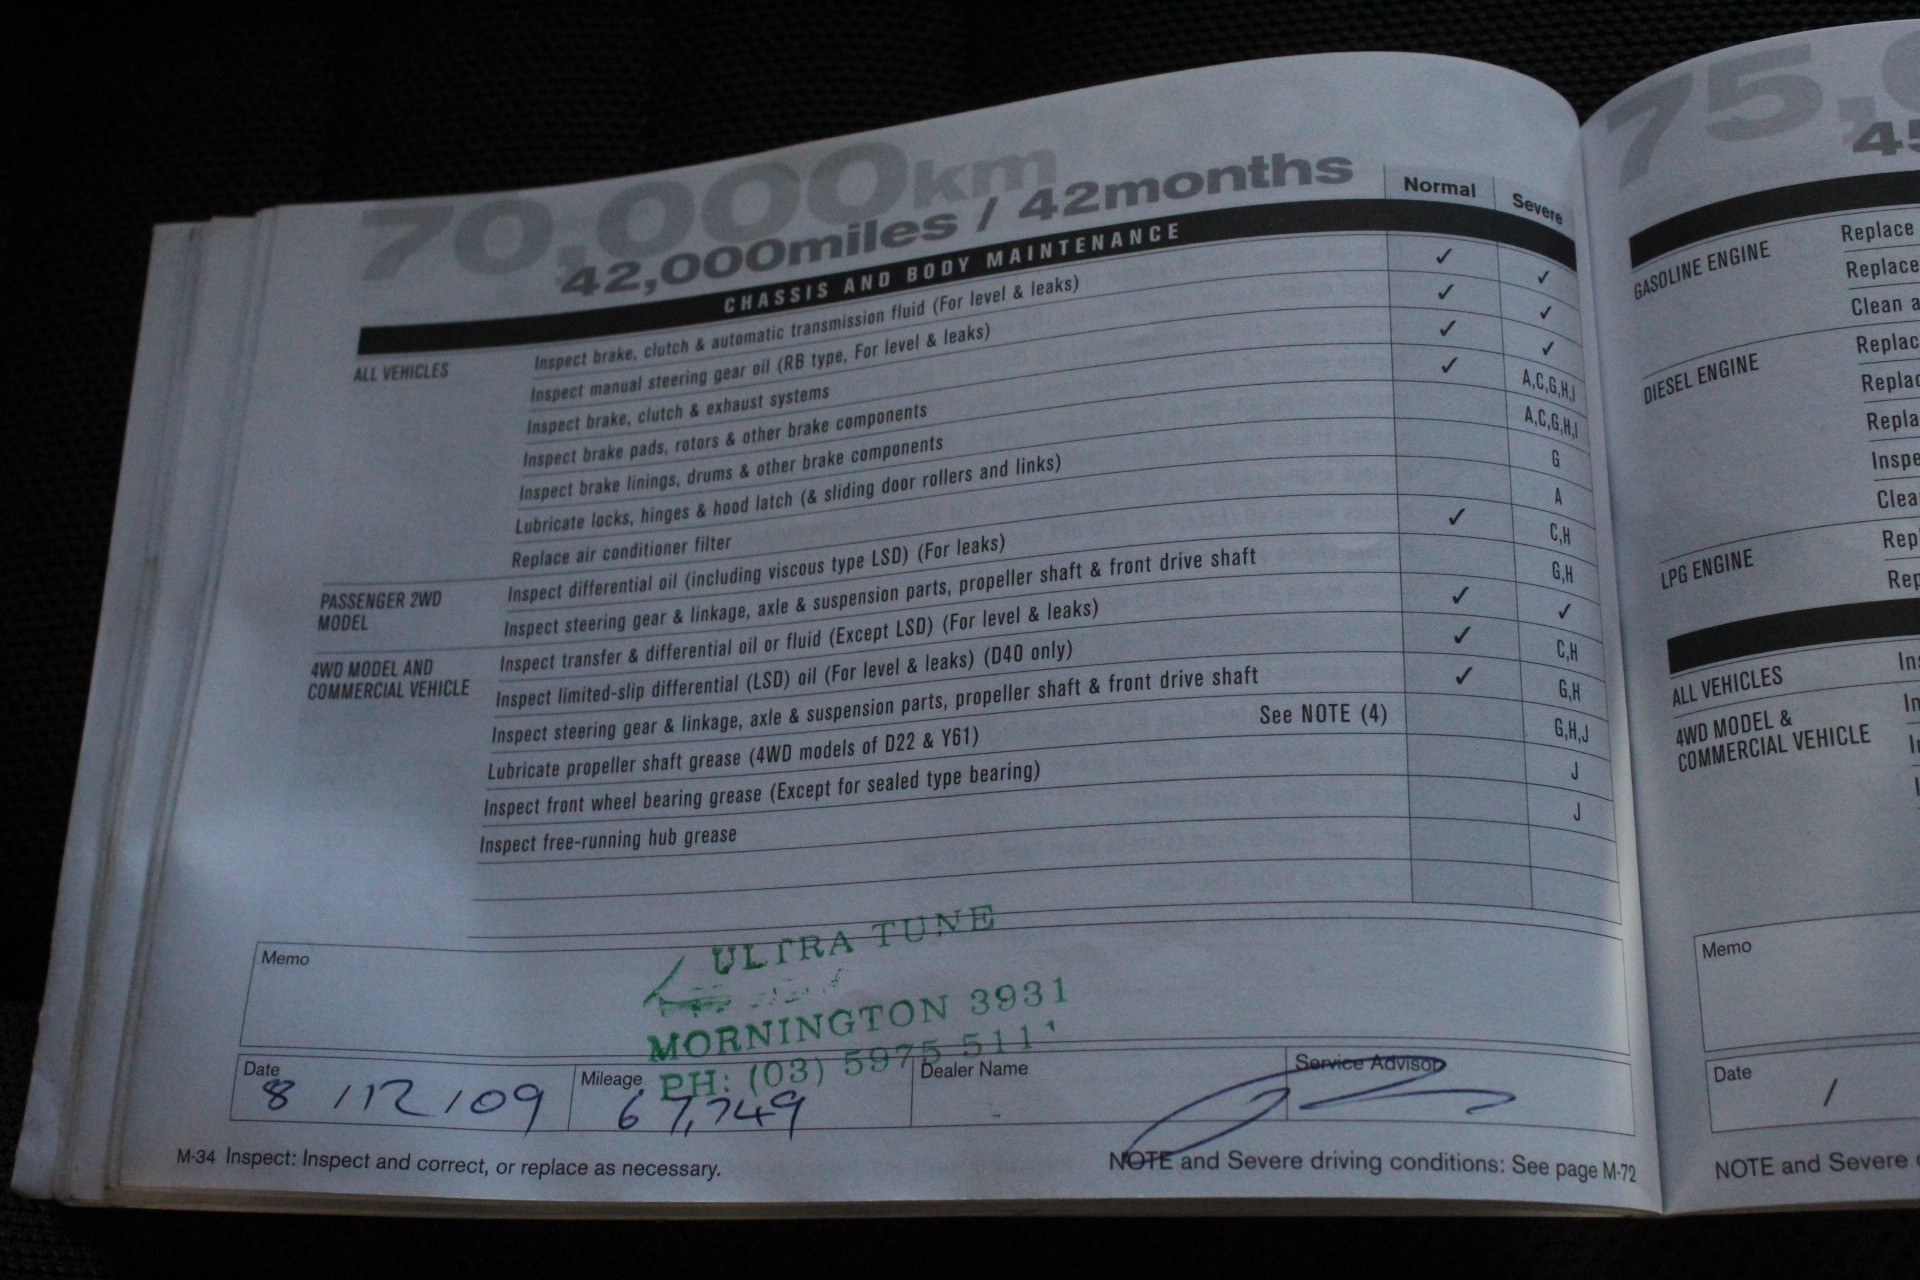 70,000km
42,000miles / 42months
Normal Severe
CHASSIS AND BODY MAINTENANCE
ALL VEHICLES Inspect brake, clutch & automatic transmission fluid (For level & leaks) ✓ ✓
Inspect manual steering gear oil (RB type, For level & leaks) ✓ ✓
Inspect brake, clutch & exhaust systems ✓ ✓
Inspect brake pads, rotors & other brake components ✓ A,C,G,H,I
Inspect brake linings, drums & other brake components A,C,G,H,I
Lubricate locks, hinges & hood latch (& sliding door rollers and links) G
Replace air conditioner filter A
PASSENGER 2WD Inspect differential oil (including viscous type LSD) (For leaks) ✓ C,H
MODEL Inspect steering gear & linkage, axle & suspension parts, propeller shaft & front drive shaft G,H
4WD MODEL AND Inspect transfer & differential oil or fluid (Except LSD) (For level & leaks) ✓ ✓
COMMERCIAL VEHICLE Inspect limited-slip differential (LSD) oil (For level & leaks) (D40 only) ✓ C,H
Inspect steering gear & linkage, axle & suspension parts, propeller shaft & front drive shaft ✓ G,H
Lubricate propeller shaft grease (4WD models of D22 & Y61) See NOTE (4) G,H,J
Inspect front wheel bearing grease (Except for sealed type bearing) J
Inspect free-running hub grease J
Memo
ULTRA TUNE
MORNINGTON 3931
PH: (03) 5975 511
Date 8 / 12 / 09
Mileage 67,749
Dealer Name
Service Advisor
M-34 Inspect: Inspect and correct, or replace as necessary.
NOTE and Severe driving conditions: See page M-72
75,
45
GASOLINE ENGINE Replace
Replace
Clean a
DIESEL ENGINE
LPG ENGINE
ALL VEHICLES
4WD MODEL &
COMMERCIAL VEHICLE
Memo
Date /
NOTE and Severe